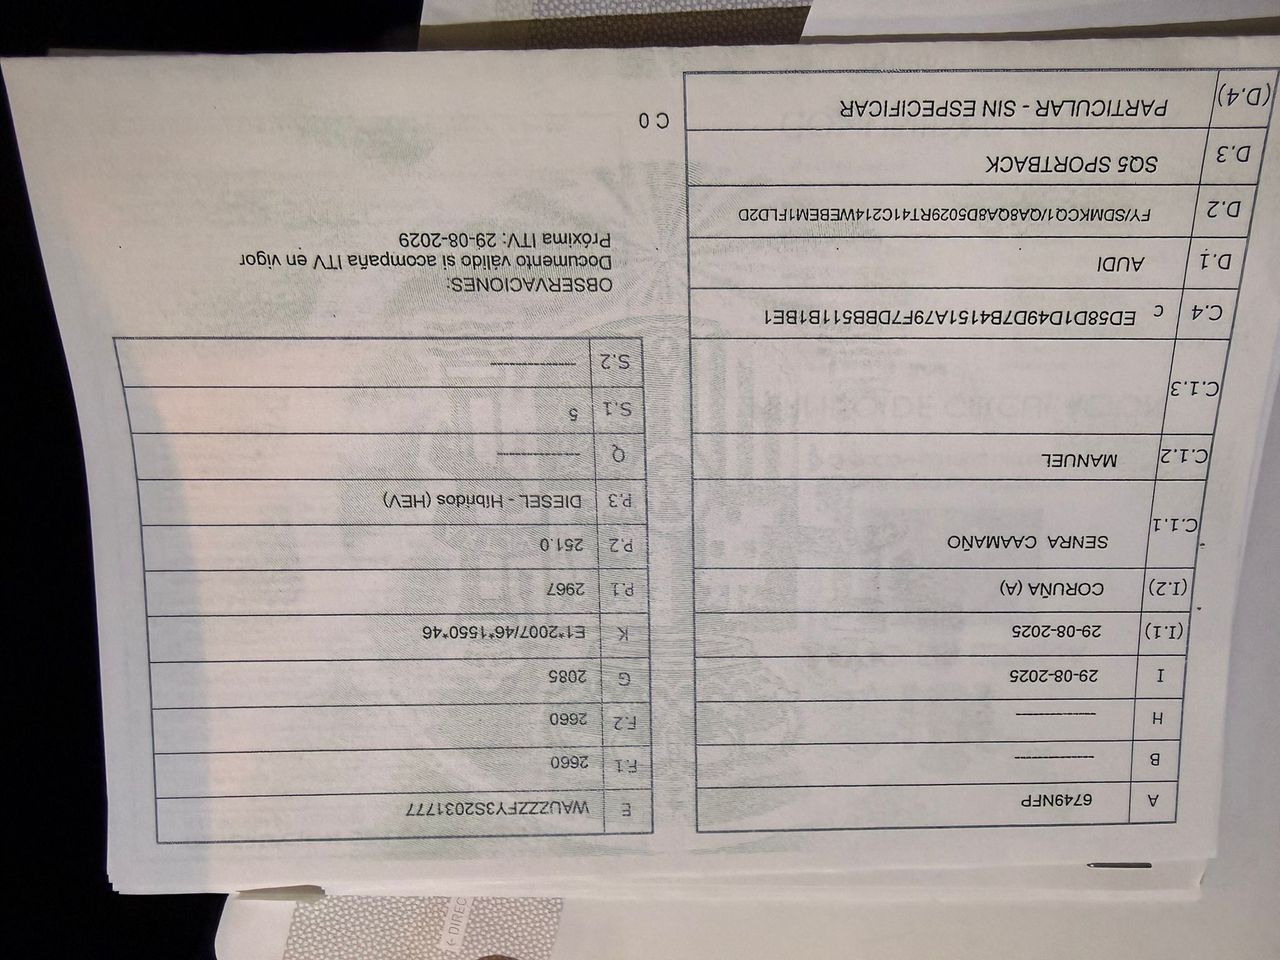 A 6749NFP
B ----------------
H ----------------
I 29-08-2025
(I.1) 29-08-2025
(I.2) CORUÑA (A)
C.1.1 SENRA CAAMAÑO
C.1.2 MANUEL
C.1.3
C.4 c ED58D1D49D7B4151A79F7DBB511B1BE1
D.1 AUDI
D.2 FY/SDMKCQ1/QA8QA8D5029RT41C214WEBEM1FLD2D
D.3 SQ5 SPORTBACK
(D.4) PARTICULAR - SIN ESPECIFICAR
E WAUZZZFY3S2031777
F.1 2660
F.2 2660
G 2085
K E1*2007/46*1550*46
P.1 2967
P.2 251.0
P.3 DIESEL - Híbridos (HEV)
Q ----------------
S.1 5
S.2 ----------------
OBSERVACIONES:
Documento válido si acompaña ITV en vigor
Próxima ITV: 29-08-2029
C 0